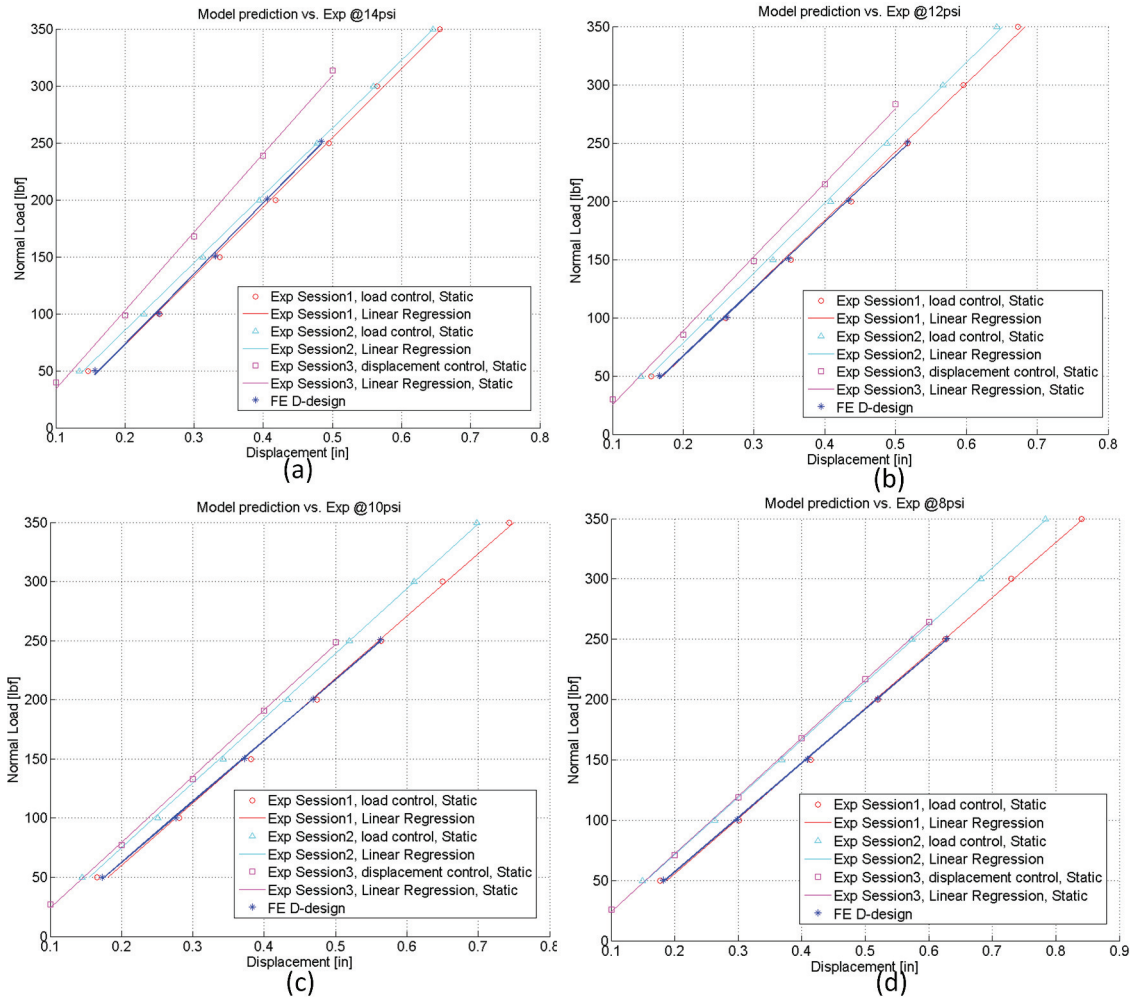 Model prediction vs. Exp @14psi
Normal Load [lbf]
350
300
250
200
150
100
50
0
Exp Session1, load control, Static
Exp Session1, Linear Regression
Exp Session2, load control, Static
Exp Session2, Linear Regression
Exp Session3, displacement control, Static
Exp Session3, Linear Regression, Static
FE D-design
0.1 0.2 0.3 0.4 0.5 0.6 0.7 0.8
Displacement [in]
(a)
Model prediction vs. Exp @12psi
Normal Load [lbf]
350
300
250
200
150
100
50
0
Exp Session1, load control, Static
Exp Session1, Linear Regression
Exp Session2, load control, Static
Exp Session2, Linear Regression
Exp Session3, displacement control, Static
Exp Session3, Linear Regression, Static
FE D-design
0.1 0.2 0.3 0.4 0.5 0.6 0.7 0.8
Displacement [in]
(b)
Model prediction vs. Exp @10psi
Normal Load [lbf]
350
300
250
200
150
100
50
0
Exp Session1, load control, Static
Exp Session1, Linear Regression
Exp Session2, load control, Static
Exp Session2, Linear Regression
Exp Session3, displacement control, Static
Exp Session3, Linear Regression, Static
FE D-design
0.1 0.2 0.3 0.4 0.5 0.6 0.7 0.8
Displacement [in]
(c)
Model prediction vs. Exp @8psi
Normal Load [lbf]
350
300
250
200
150
100
50
0
Exp Session1, load control, Static
Exp Session1, Linear Regression
Exp Session2, load control, Static
Exp Session2, Linear Regression
Exp Session3, displacement control, Static
Exp Session3, Linear Regression, Static
FE D-design
0.1 0.2 0.3 0.4 0.5 0.6 0.7 0.8 0.9
Displacement [in]
(d)